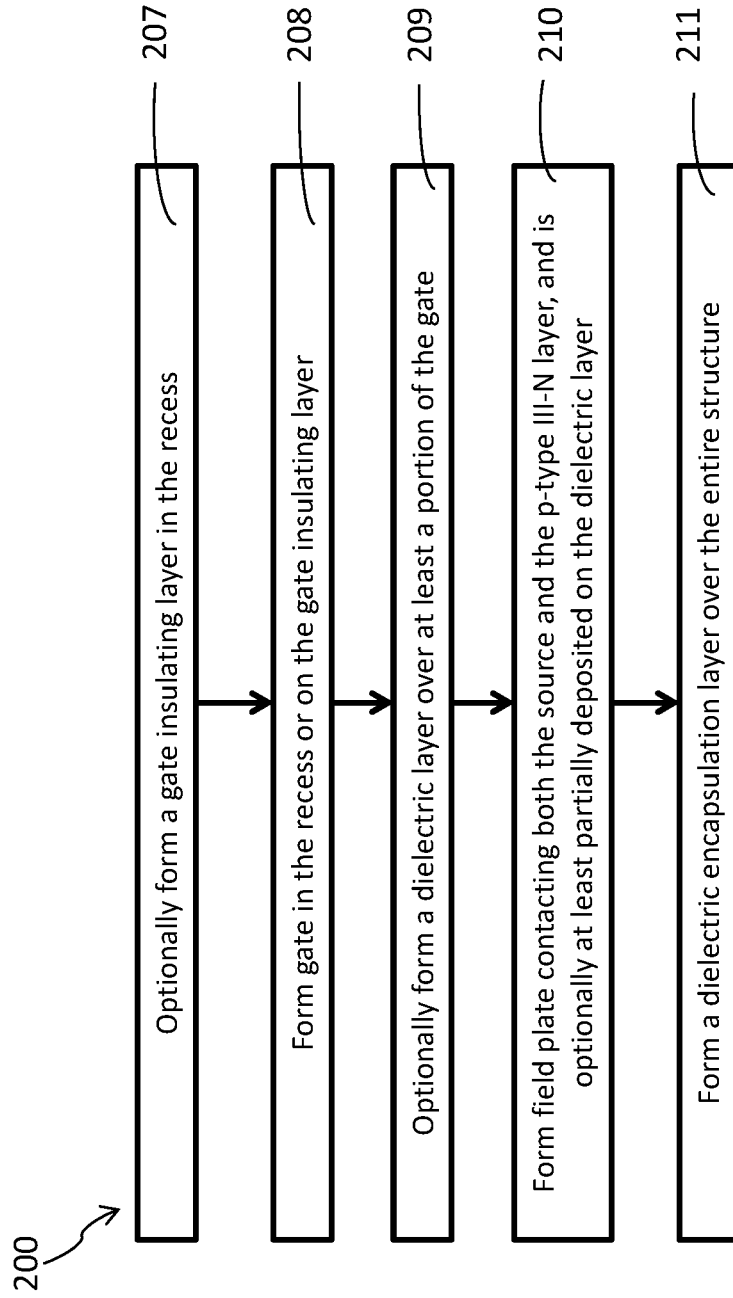 200
Optionally form a gate insulating layer in the recess
207
Form gate in the recess or on the gate insulating layer
208
Optionally form a dielectric layer over at least a portion of the gate
209
Form field plate contacting both the source and the p-type III-N layer, and is
optionally at least partially deposited on the dielectric layer
210
Form a dielectric encapsulation layer over the entire structure
211